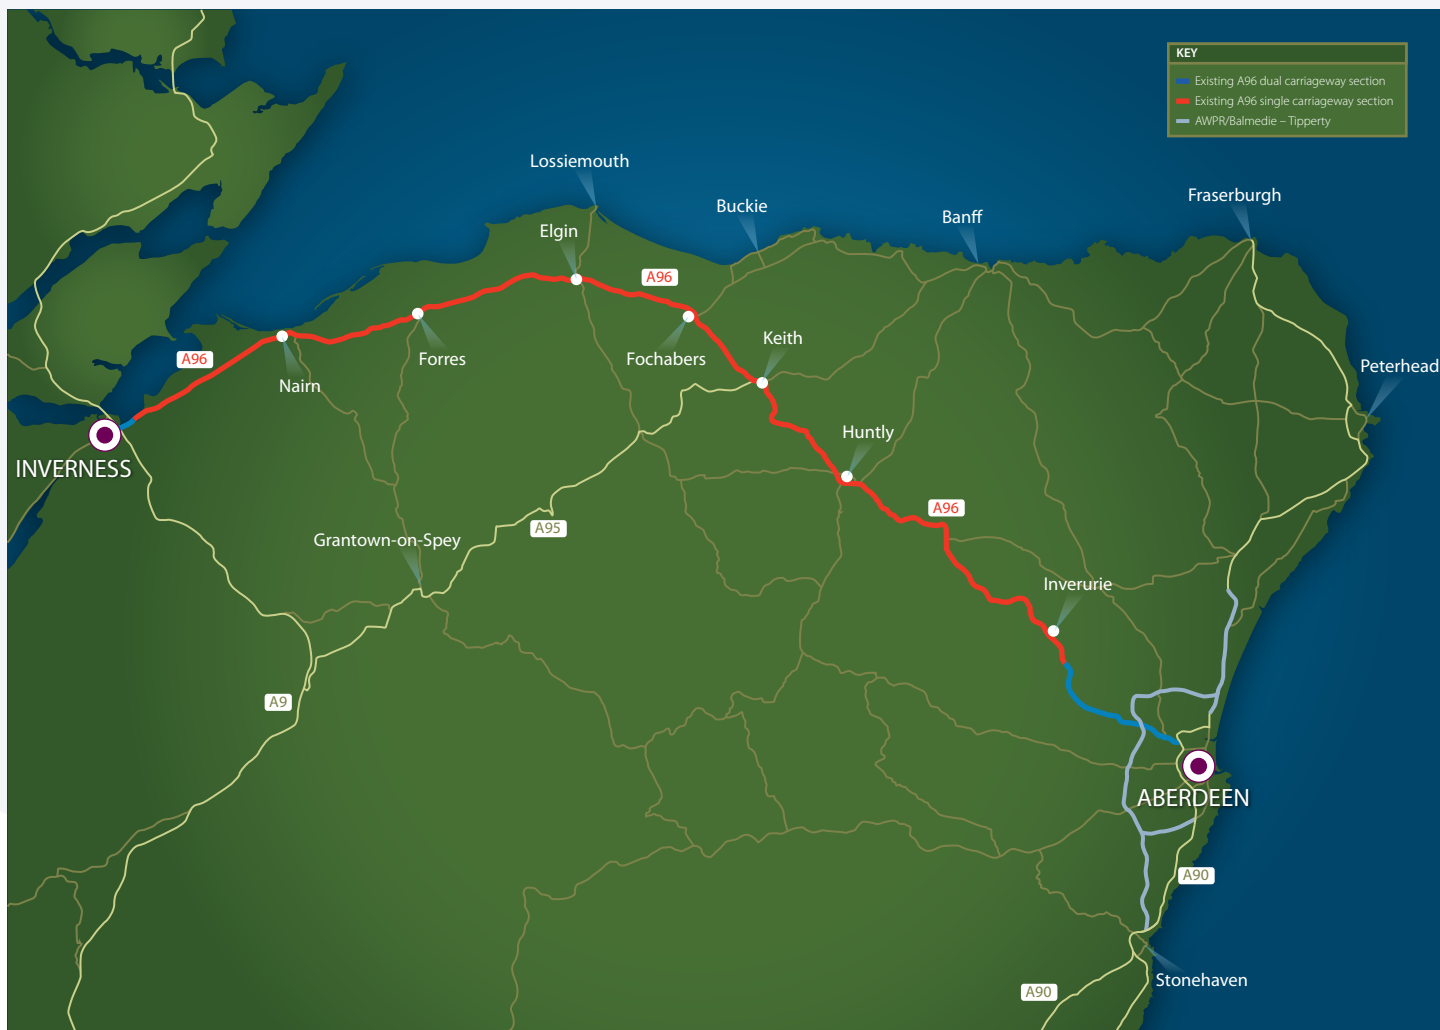 KEY
Existing A96 dual carriageway section
Existing A96 single carriageway section
AWPR/Balmedie – Tipperty
Lossiemouth
Fraserburgh
Buckie
Banff
Elgin
A96
Keith
A96
Forres
Fochabers
Peterhead
Nairn
Huntly
INVERNESS
A96
A95
Grantown-on-Spey
Inverurie
A9
ABERDEEN
A90
Stonehaven
A90